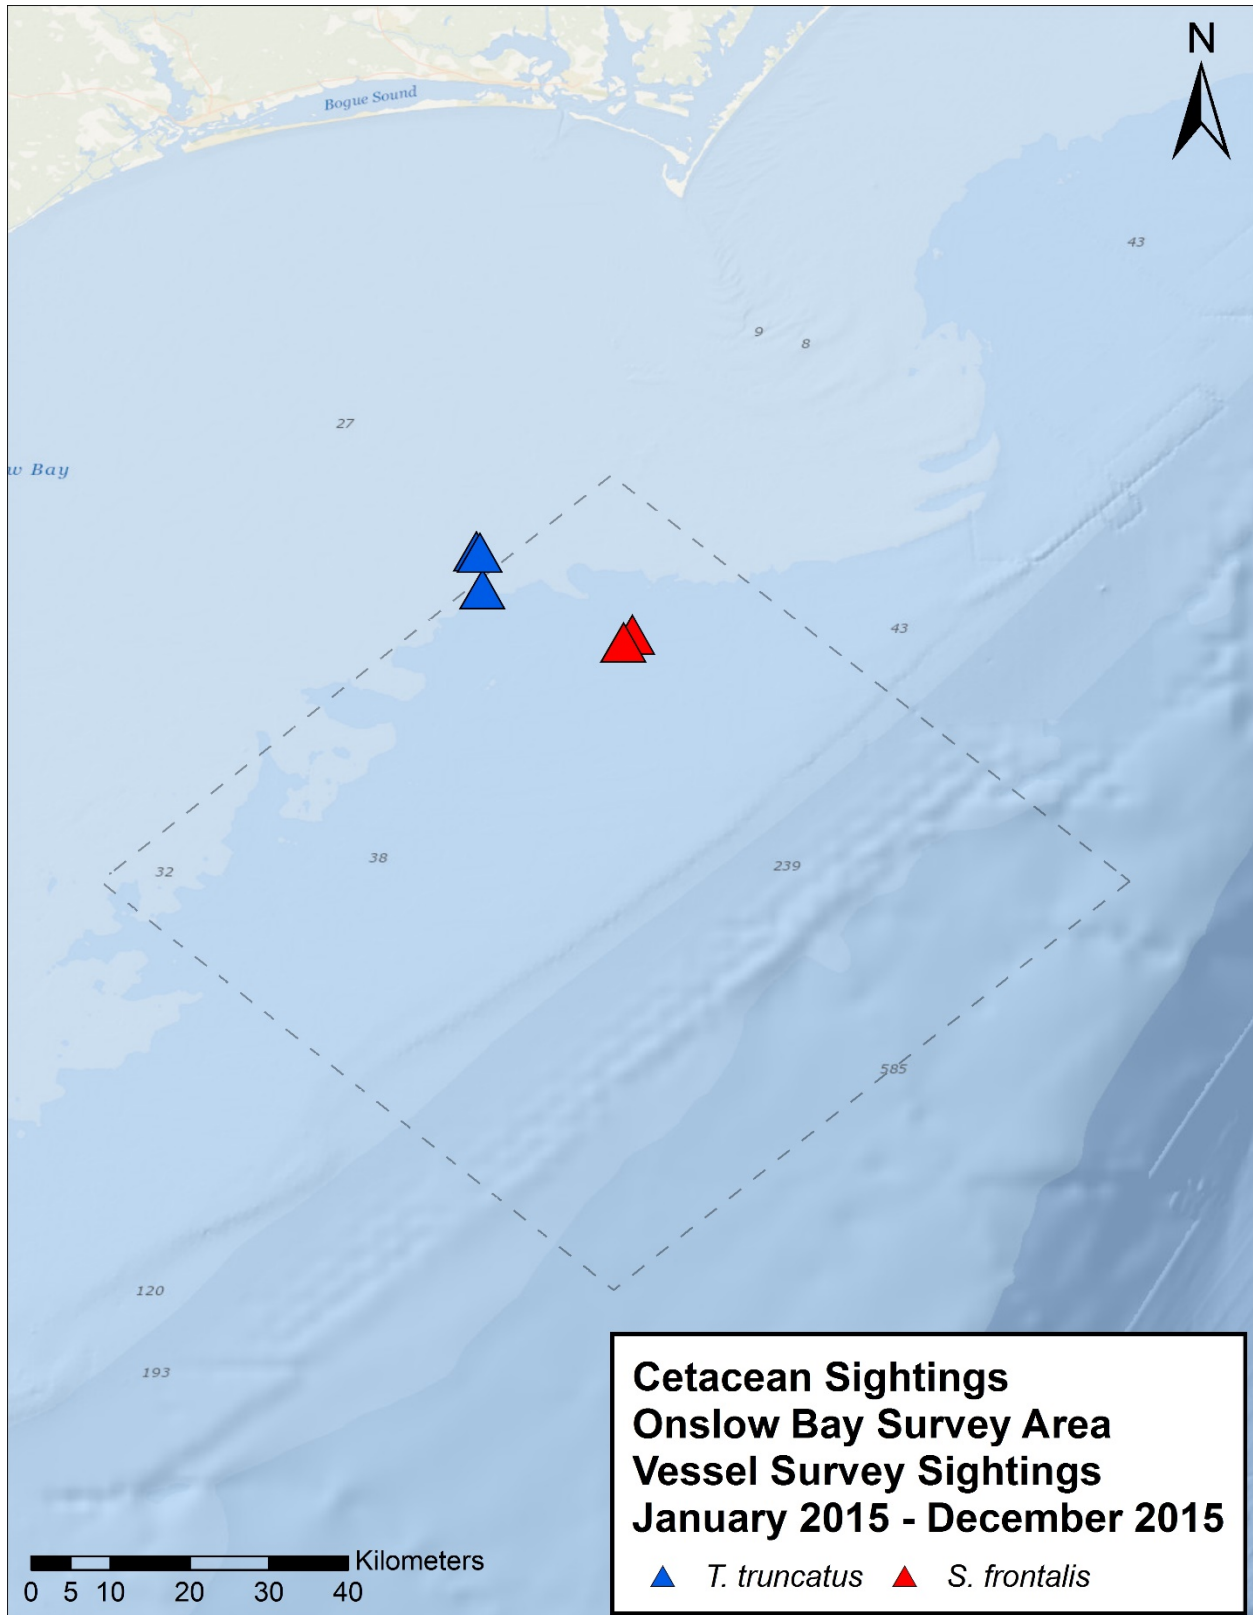 N
Bogue Sound
43
9
8
27
w Bay
43
32
38
239
585
120
193
Cetacean Sightings
Onslow Bay Survey Area
Vessel Survey Sightings
January 2015 - December 2015
T. truncatus S. frontalis
Kilometers
0 5 10 20 30 40